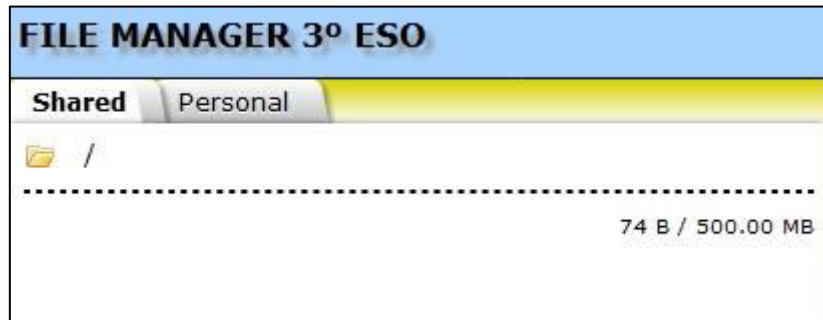 FILE MANAGER 3º ESO
Shared Personal
/
74 B / 500.00 MB